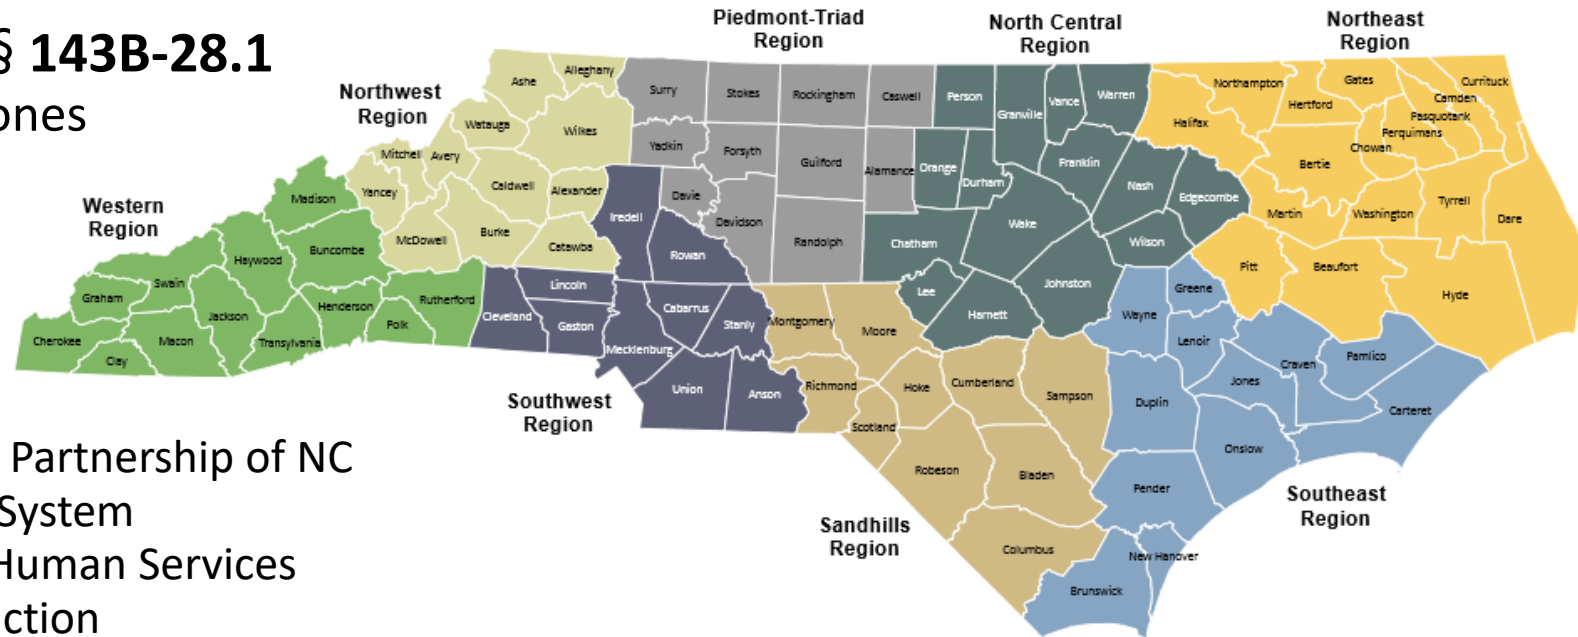 § 143B-28.1
ones
Piedmont-Triad
Region
North Central
Region
Northeast
Region
Northwest
Region
Western
Region
Southwest
Region
Sandhills
Region
Southeast
Region
Ashe
Alleghany
Watauga
Wilkes
Mitchell
Avery
Yancey
Caldwell
Alexander
McDowell
Burke
Catawba
Madison
Buncombe
Haywood
Swain
Graham
Jackson
Henderson
Rutherford
Polk
Cherokee
Macon
Transylvania
Clay
Surry
Stokes
Rockingham
Caswell
Yadkin
Forsyth
Guilford
Alamance
Davie
Davidson
Randolph
Person
Granville
Vance
Warren
Orange
Durham
Franklin
Nash
Edgecombe
Wake
Wilson
Chatham
Johnston
Lee
Harnett
Northampton
Gates
Currituck
Camden
Hertford
Pasquotank
Halifax
Perquimans
Chowan
Bertie
Martin
Washington
Tyrrell
Dare
Pitt
Beaufort
Hyde
Iredell
Rowan
Lincoln
Cleveland
Gaston
Cabarrus
Stanly
Mecklenburg
Union
Anson
Montgomery
Moore
Richmond
Hoke
Cumberland
Sampson
Scotland
Robeson
Bladen
Columbus
Greene
Wayne
Lenoir
Craven
Pamlico
Jones
Duplin
Carteret
Onslow
Pender
New Hanover
Brunswick
Partnership of NC
System
Human Services
ction